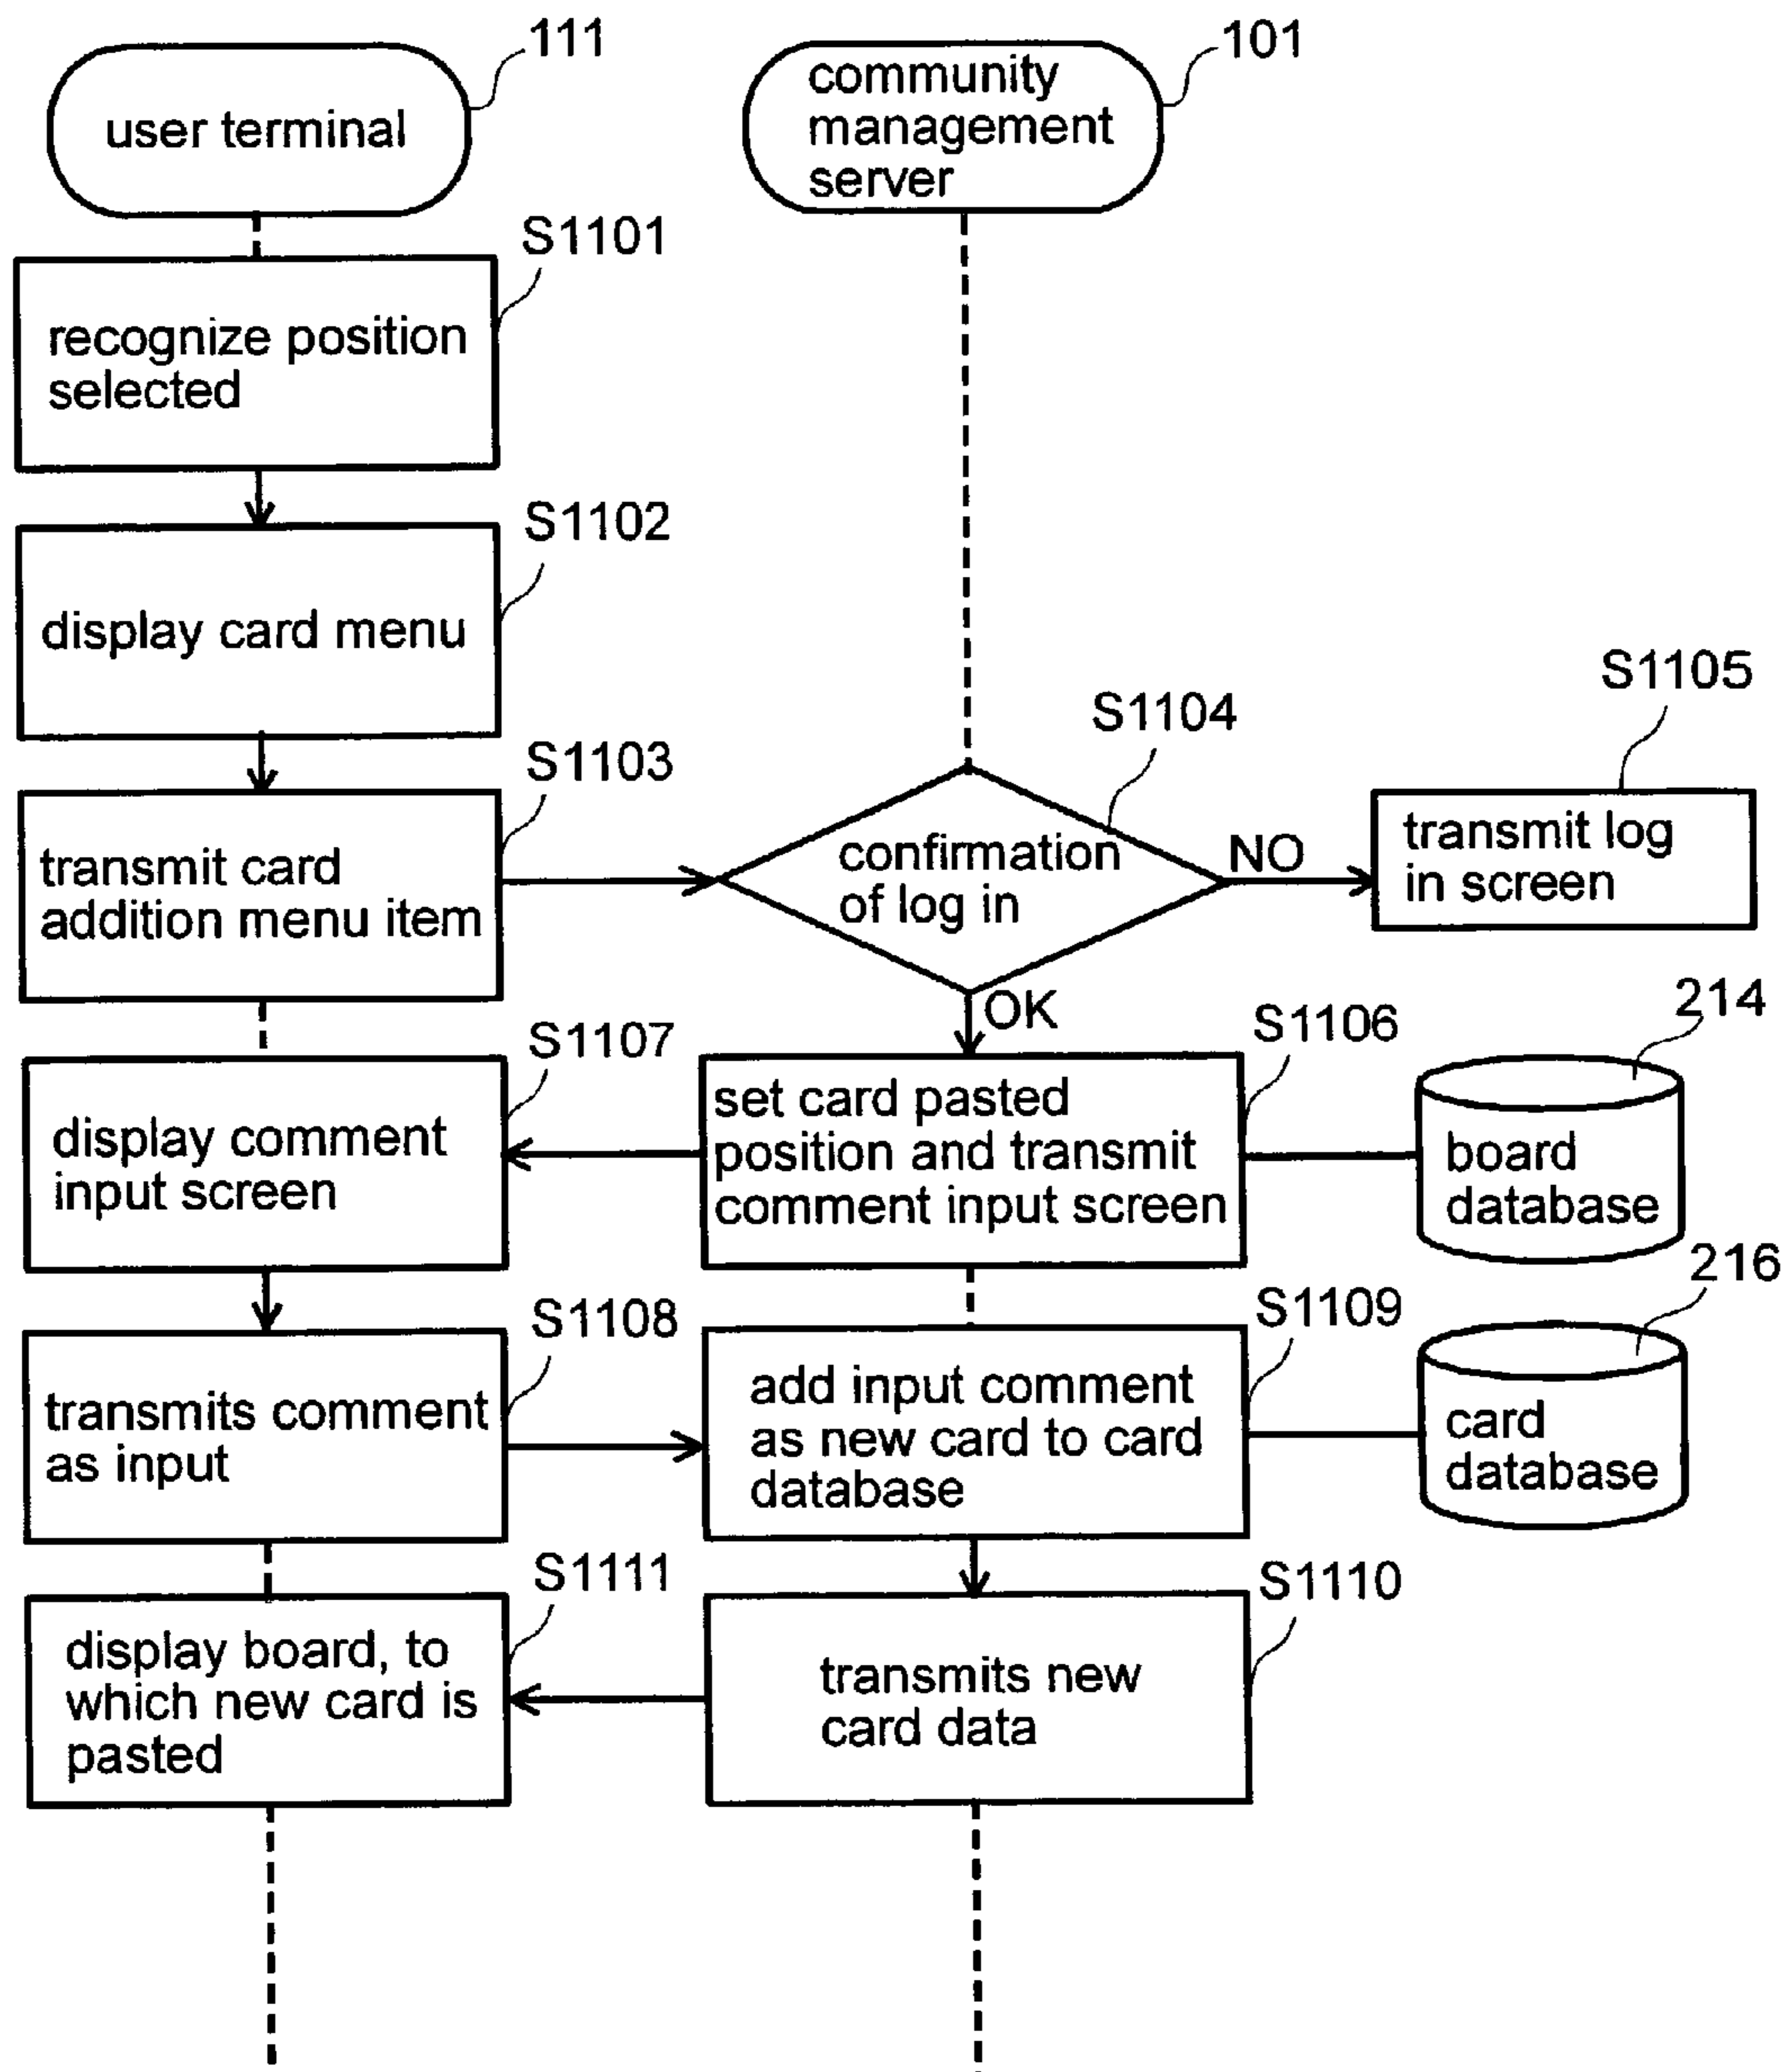 111
user terminal
101
community
management
server
S1101
recognize position
selected
S1102
display card menu
S1103
transmit card
addition menu item
S1104
confirmation
of log in
NO
OK
S1105
transmit log
in screen
S1106
set card pasted
position and transmit
comment input screen
214
board
database
S1107
display comment
input screen
S1108
transmits comment
as input
S1109
add input comment
as new card to card
database
216
card
database
S1110
transmits new
card data
S1111
display board, to
which new card is
pasted